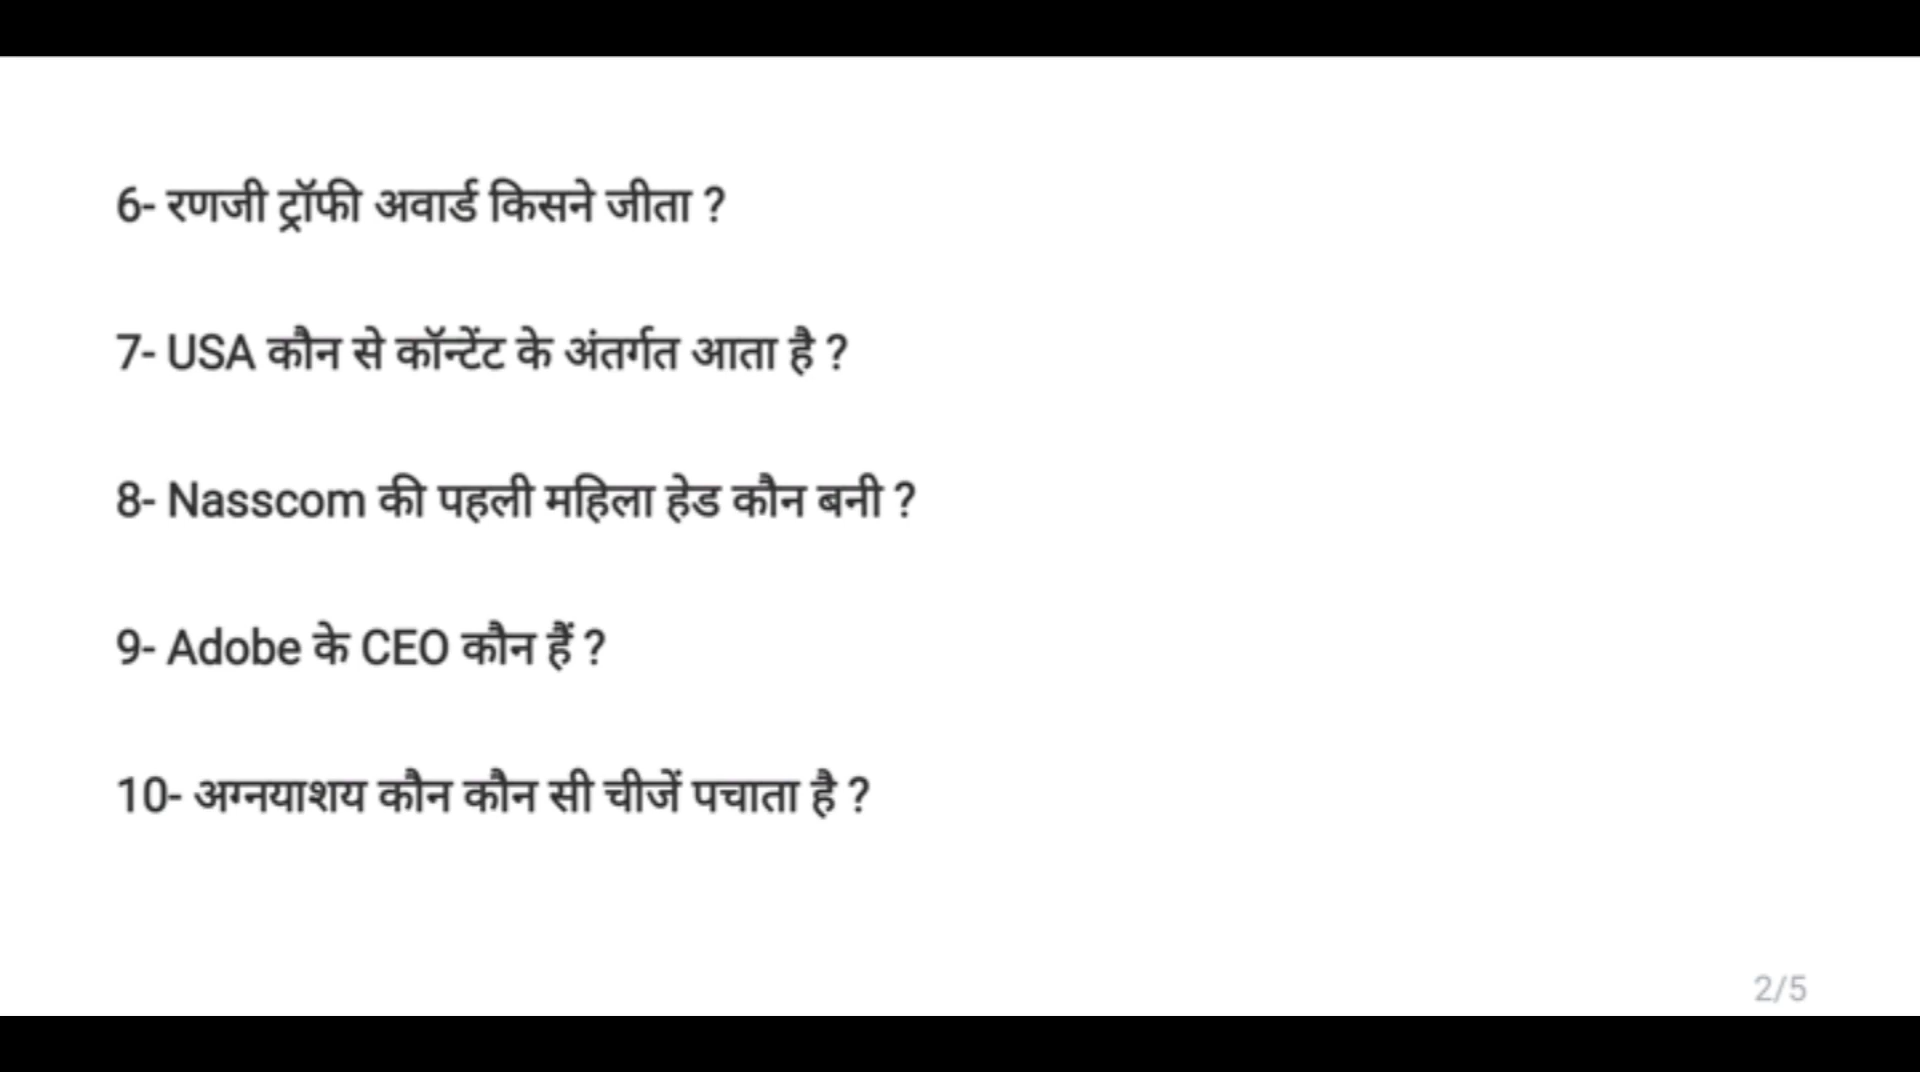 6- रणजी ट्रॉफी अवार्ड किसने जीता ?
7- USA कौन से कॉन्टेंट के अंतर्गत आता है ?
8- Nasscom की पहली महिला हेड कौन बनी ?
9- Adobe के CEO कौन हैं ?
10- अग्नयाशय कौन कौन सी चीजें पचाता है ?
2/5